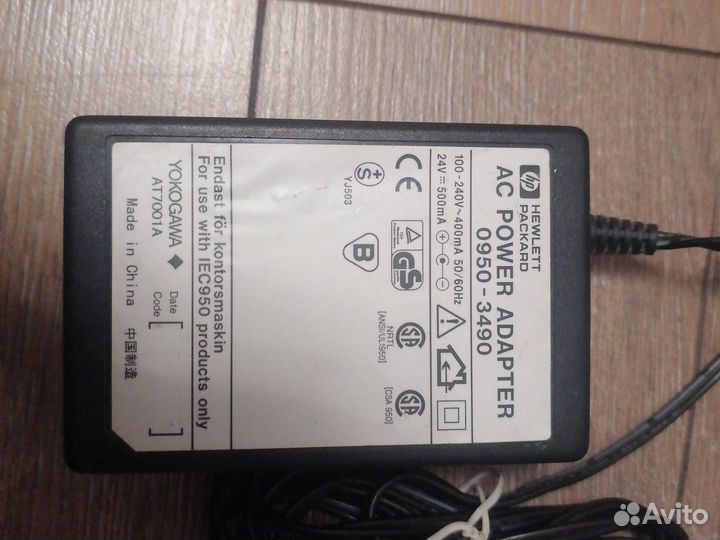 hp HEWLETT
PACKARD
AC POWER ADAPTER
0950-3490
100-240V~400mA 50/60Hz
24V⎓500mA
CE
GS
SA
NRTL
[ANSI/UL1950]
SA
[CSA 950]
+S
YJ503
B
Endast för kontorsmaskin
For use with IEC950 products only
YOKOGAWA ◆ Date
AT7001A Code [ ]
Made in China 中国制造
Avito